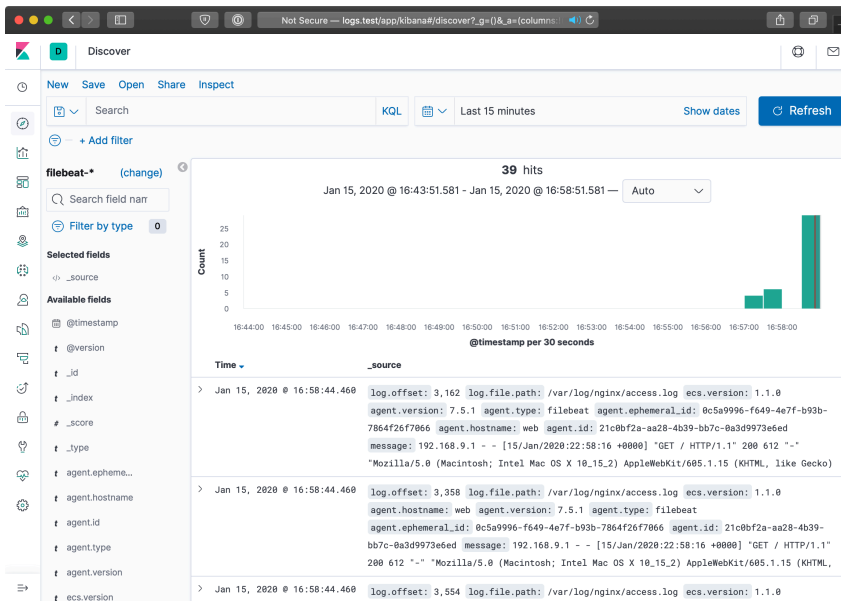 Not Secure — logs.test/app/kibana#/discover?_g=()&_a=(columns:
D Discover
New Save Open Share Inspect
Search KQL Last 15 minutes Show dates Refresh
+ Add filter
filebeat-* (change)
Search field nam
Filter by type 0
Selected fields
</> _source
Available fields
@timestamp
t @version
t _id
t _index
# _score
t _type
t agent.epheme...
t agent.hostname
t agent.id
t agent.type
t agent.version
t ecs.version
39 hits
Jan 15, 2020 @ 16:43:51.581 - Jan 15, 2020 @ 16:58:51.581 — Auto
Count
25
20
15
10
5
0
16:44:00 16:45:00 16:46:00 16:47:00 16:48:00 16:49:00 16:50:00 16:51:00 16:52:00 16:53:00 16:54:00 16:55:00 16:56:00 16:57:00 16:58:00
@timestamp per 30 seconds
Time _source
Jan 15, 2020 @ 16:58:44.460 log.offset: 3,162 log.file.path: /var/log/nginx/access.log ecs.version: 1.1.0
agent.version: 7.5.1 agent.type: filebeat agent.ephemeral_id: 0c5a9996-f649-4e7f-b93b-
7864f26f7066 agent.hostname: web agent.id: 21c0bf2a-aa28-4b39-bb7c-0a3d9973e6ed
message: 192.168.9.1 - - [15/Jan/2020:22:58:16 +0000] "GET / HTTP/1.1" 200 612 "-"
"Mozilla/5.0 (Macintosh; Intel Mac OS X 10_15_2) AppleWebKit/605.1.15 (KHTML, like Gecko)
Jan 15, 2020 @ 16:58:44.460 log.offset: 3,358 log.file.path: /var/log/nginx/access.log ecs.version: 1.1.0
agent.hostname: web agent.version: 7.5.1 agent.type: filebeat
agent.ephemeral_id: 0c5a9996-f649-4e7f-b93b-7864f26f7066 agent.id: 21c0bf2a-aa28-4b39-
bb7c-0a3d9973e6ed message: 192.168.9.1 - - [15/Jan/2020:22:58:16 +0000] "GET / HTTP/1.1"
200 612 "-" "Mozilla/5.0 (Macintosh; Intel Mac OS X 10_15_2) AppleWebKit/605.1.15 (KHTML,
Jan 15, 2020 @ 16:58:44.460 log.offset: 3,554 log.file.path: /var/log/nginx/access.log ecs.version: 1.1.0